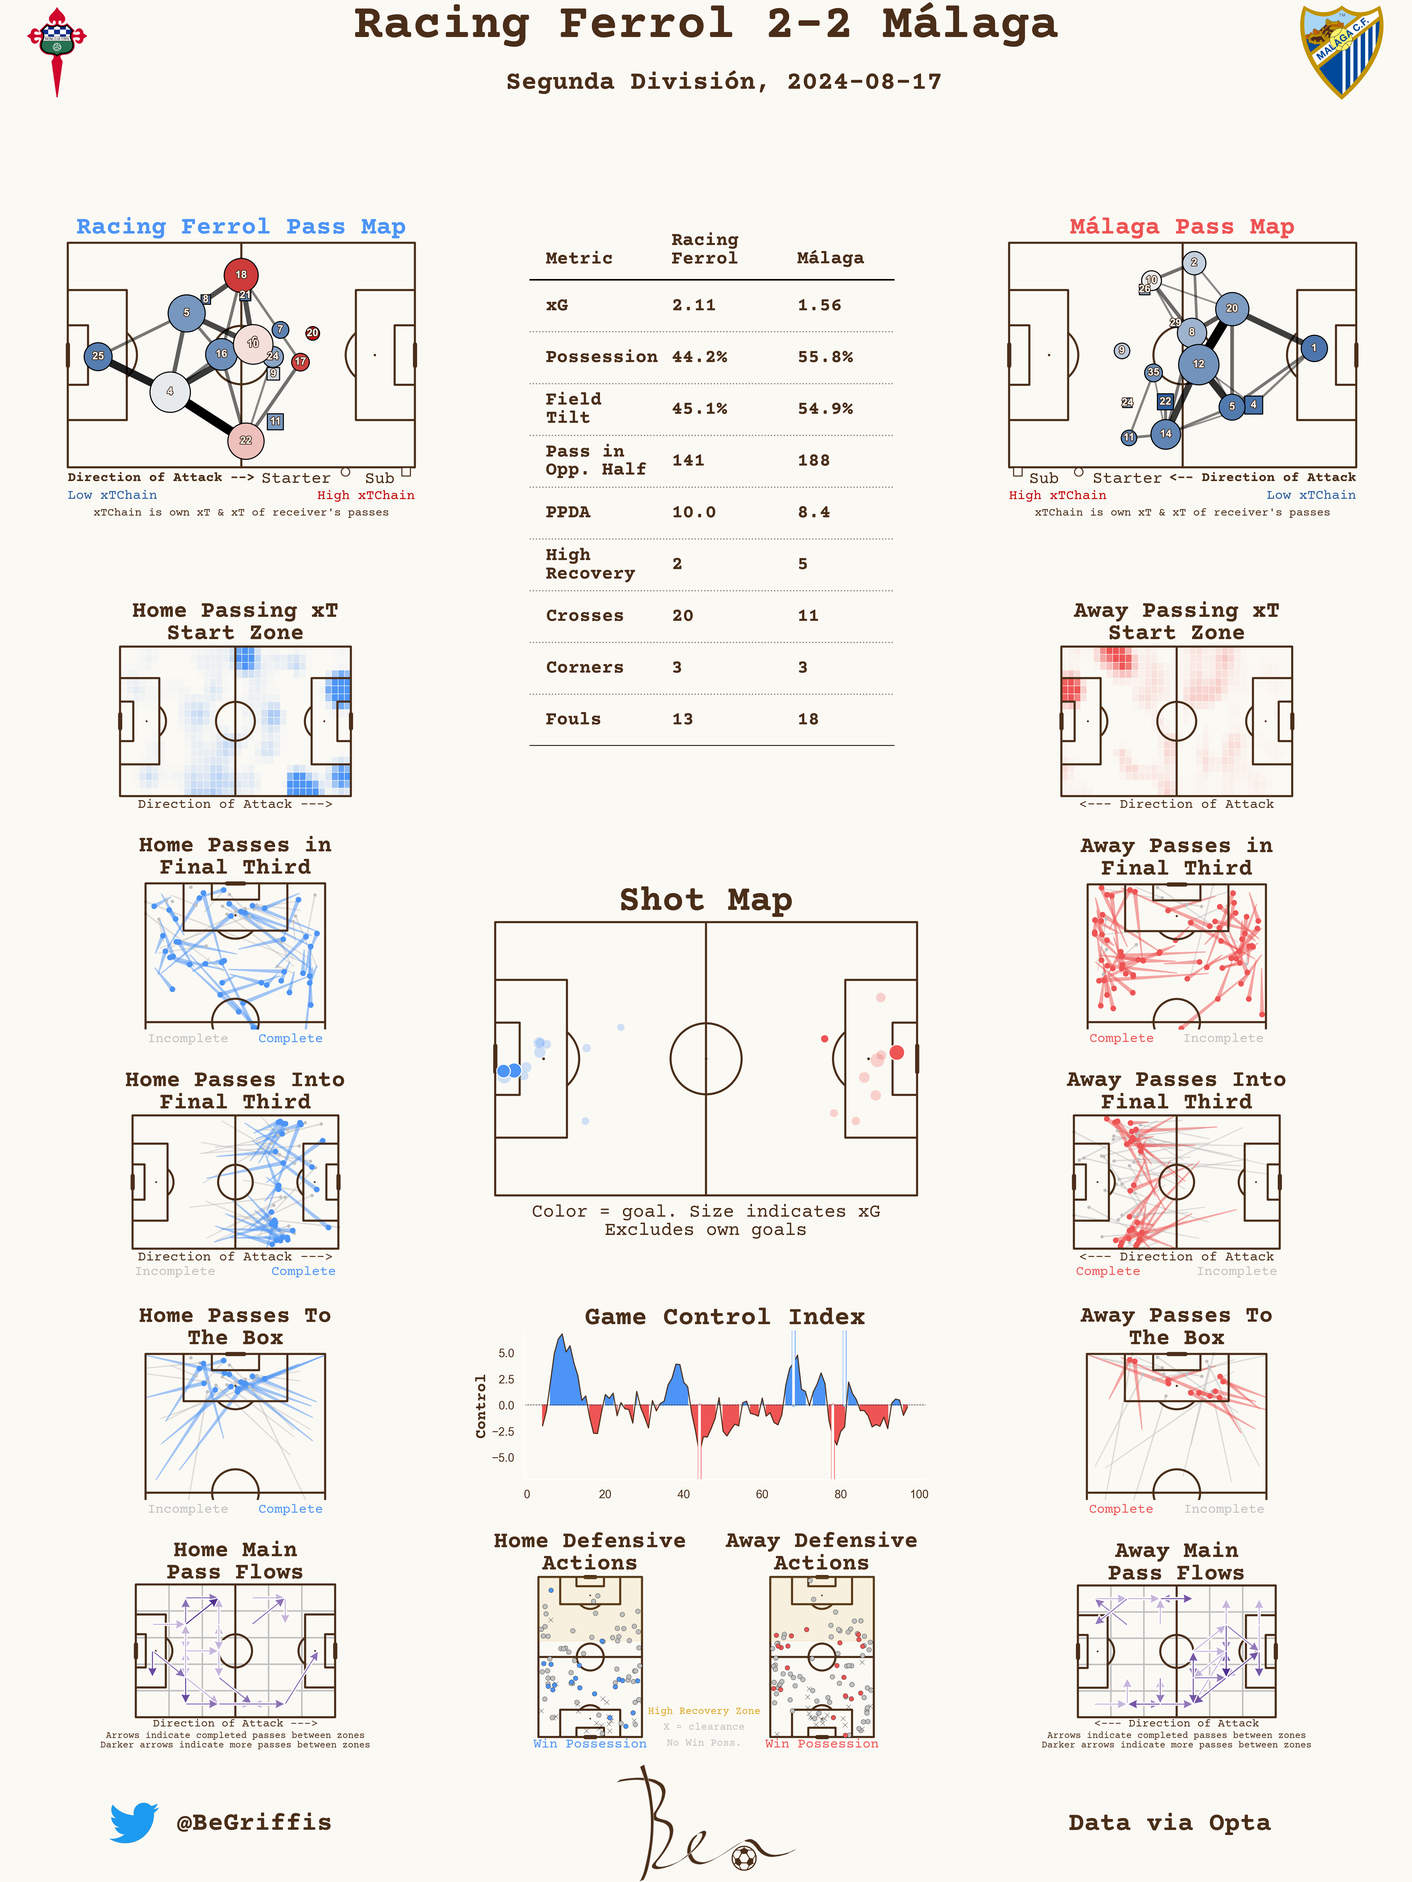 Racing Ferrol 2-2 Málaga
Segunda División, 2024-08-17
MALAGA C.F.
Racing Ferrol Pass Map
18
8
21
5
7
20
6
10
25
16
24
17
9
4
11
22
Direction of Attack --> Starter Sub
Low xTChain High xTChain
xTChain is own xT & xT of receiver's passes
Metric Racing Ferrol Málaga
xG 2.11 1.56
Possession 44.2% 55.8%
Field Tilt 45.1% 54.9%
Pass in Opp. Half 141 188
PPDA 10.0 8.4
High Recovery 2 5
Crosses 20 11
Corners 3 3
Fouls 13 18
Málaga Pass Map
2
10
26
20
29
8
9
1
12
35
24
22
5
4
11
14
Sub Starter <-- Direction of Attack
High xTChain Low xTChain
xTChain is own xT & xT of receiver's passes
Home Passing xT
Start Zone
Direction of Attack --->
Away Passing xT
Start Zone
<--- Direction of Attack
Home Passes in
Final Third
Incomplete Complete
Shot Map
Color = goal. Size indicates xG
Excludes own goals
Away Passes in
Final Third
Complete Incomplete
Home Passes Into
Final Third
Direction of Attack --->
Incomplete Complete
Away Passes Into
Final Third
<--- Direction of Attack
Complete Incomplete
Home Passes To
The Box
Incomplete Complete
Game Control Index
Control
5.0
2.5
0.0
−2.5
−5.0
0 20 40 60 80 100
Away Passes To
The Box
Complete Incomplete
Home Main
Pass Flows
Direction of Attack --->
Arrows indicate completed passes between zones
Darker arrows indicate more passes between zones
Home Defensive
Actions
Win Possession
Away Defensive
Actions
Win Possession
High Recovery Zone
X = clearance
No Win Poss.
Away Main
Pass Flows
<--- Direction of Attack
Arrows indicate completed passes between zones
Darker arrows indicate more passes between zones
@BeGriffis
Ben
Data via Opta